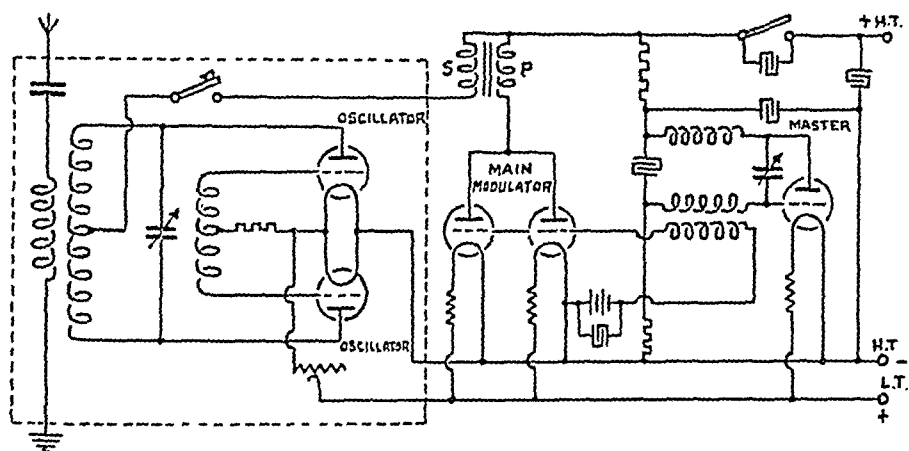 + H.T.
S
P
OSCILLATOR
MASTER
MAIN
MODULATOR
OSCILLATOR
H.T.
-
L.T.
+